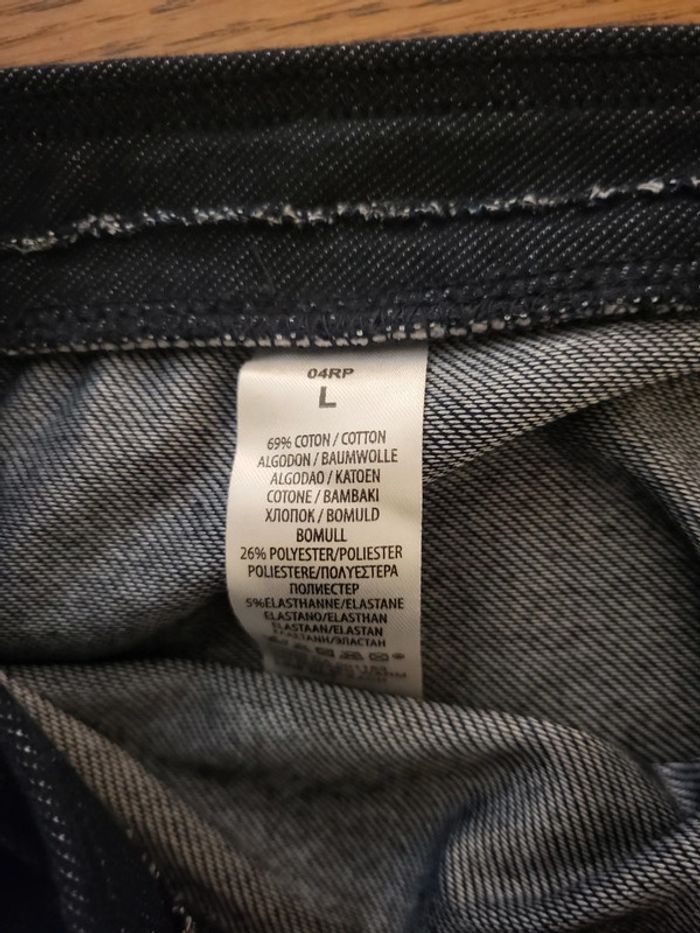 04RP
L
69% COTON / COTTON
ALGODON / BAUMWOLLE
ALGODAO / KATOEN
COTONE / BAMBAKI
ХЛОПОК / BOMULD
BOMULL
26% POLYESTER/POLIESTER
POLIESTERE/ΠΟΛΥΕΣΤΕΡΑ
ПОЛИЕСТЕР
5%ELASTHANNE/ELASTANE
ELASTANO/ELASTHAN
ELASTAAN/ELASTAN